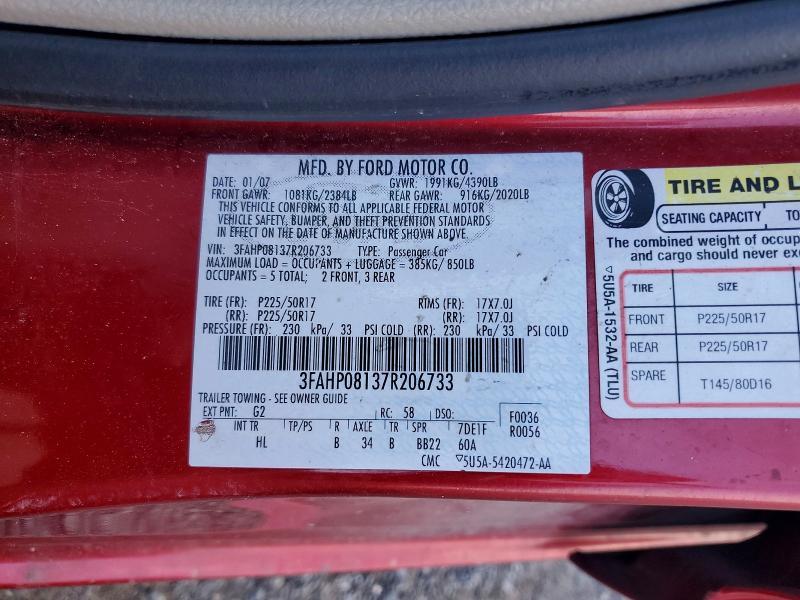 MFD. BY FORD MOTOR CO.
DATE: 01/07 GVWR: 1991KG/4390LB
FRONT GAWR: 1081KG/2384LB REAR GAWR: 916KG/2020LB
THIS VEHICLE CONFORMS TO ALL APPLICABLE FEDERAL MOTOR
VEHICLE SAFETY, BUMPER, AND THEFT PREVENTION STANDARDS
IN EFFECT ON THE DATE OF MANUFACTURE SHOWN ABOVE.
VIN: 3FAHP08137R206733 TYPE: Passenger Car
MAXIMUM LOAD = OCCUPANTS + LUGGAGE = 385KG/ 850LB
OCCUPANTS = 5 TOTAL: 2 FRONT, 3 REAR
TIRE (FR): P225/50R17 RIMS (FR): 17X7.0J
(RR): P225/50R17 (RR): 17X7.0J
PRESSURE (FR): 230 kPa/ 33 PSI COLD (RR): 230 kPa/ 33 PSI COLD
3FAHP08137R206733
TRAILER TOWING - SEE OWNER GUIDE
EXT PNT: G2 RC: 58 DSO: F0036
R0056
INT TR TP/PS R AXLE TR SPR 7DE1F
HL B 34 B BB22 60A
CMC ▽5U5A-5420472-AA
TIRE AND L
SEATING CAPACITY TO
The combined weight of occup
and cargo should never exc
TIRE SIZE
FRONT P225/50R17
REAR P225/50R17
SPARE T145/80D16
▽5U5A-1532-AA (TLU)